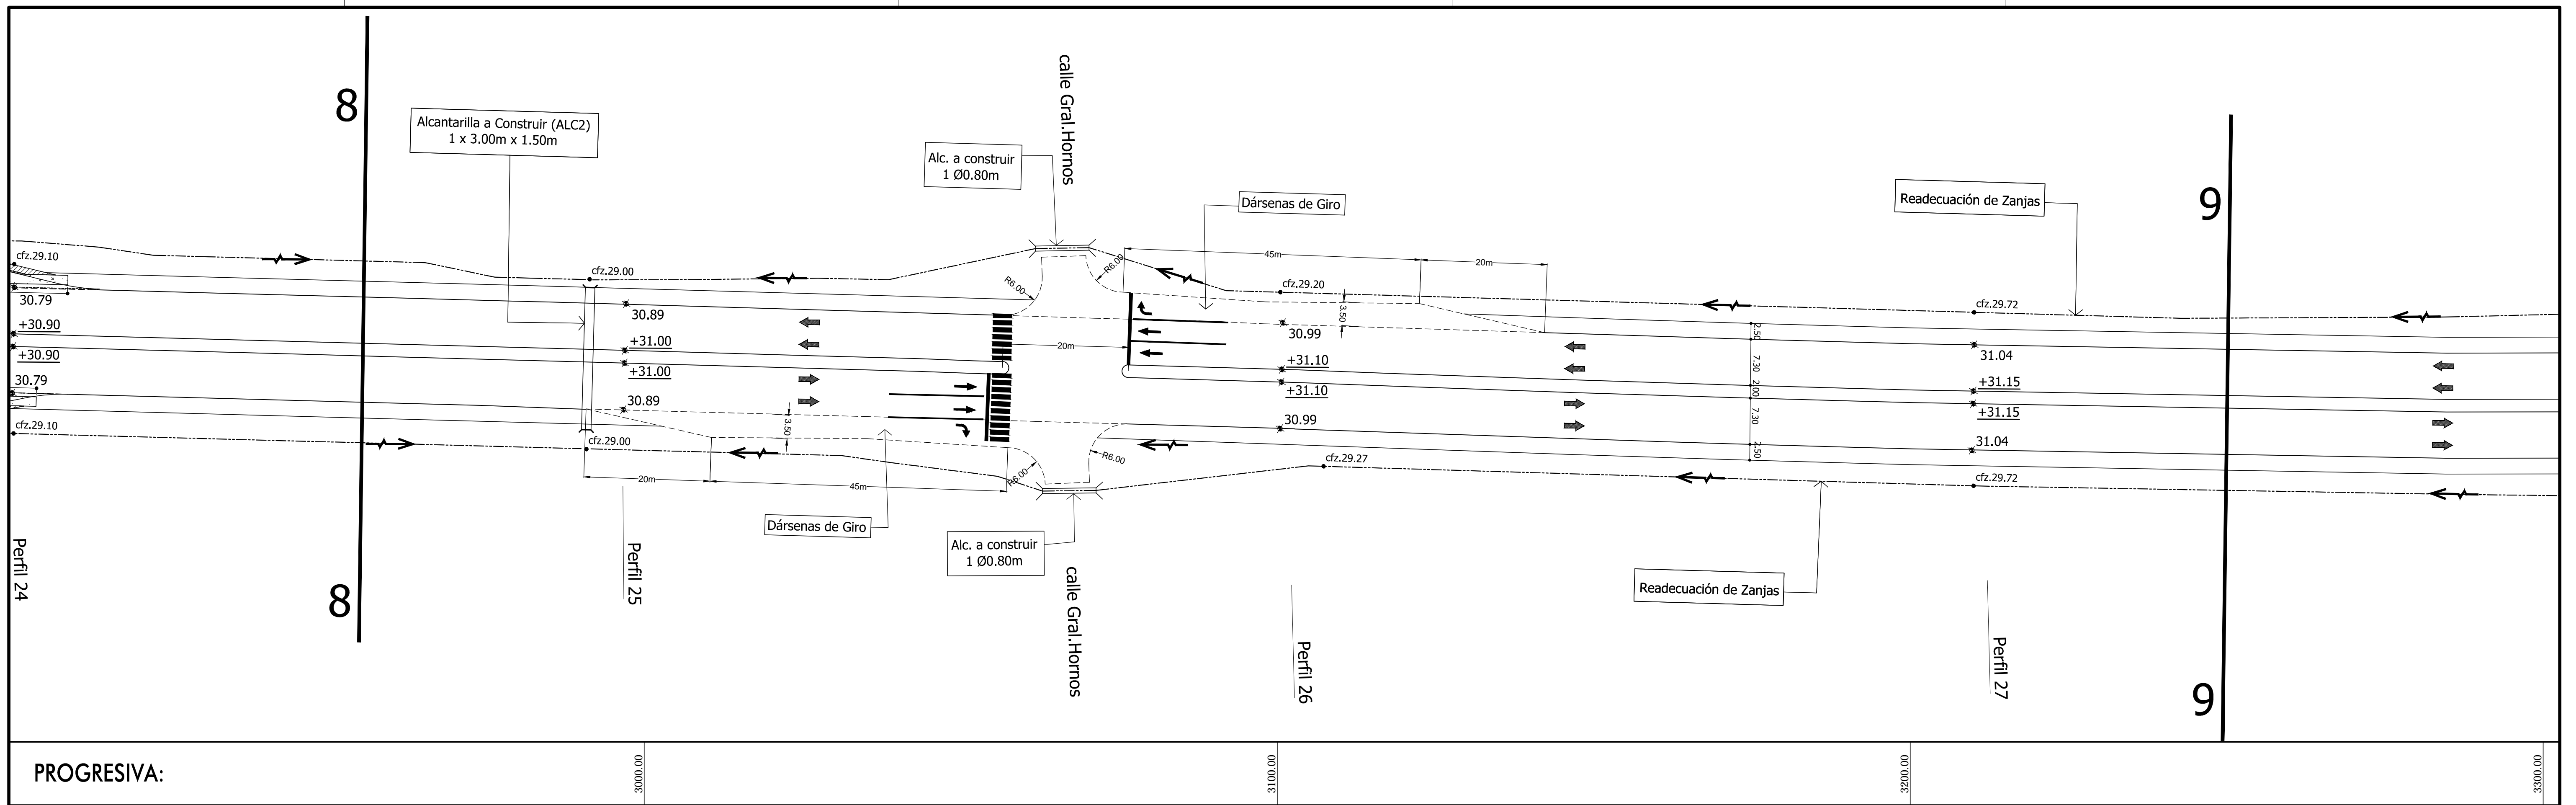 8
Alcantarilla a Construir (ALC2)
1 x 3.00m x 1.50m
Alc. a construir
1 Ø0.80m
calle Gral.Hornos
Dársenas de Giro
Readecuación de Zanjas
9
cfz.29.10
30.79
+30.90
+30.90
30.79
cfz.29.10
cfz.29.00
30.89
+31.00
+31.00
30.89
cfz.29.00
3.50
20m
45m
R6.00
R6.00
20m
R6.00
R6.00
45m
20m
cfz.29.20
3.50
30.99
+31.10
+31.10
30.99
cfz.29.27
2.50
7.30
2.00
7.30
2.50
cfz.29.72
31.04
+31.15
+31.15
31.04
cfz.29.72
Dársenas de Giro
Alc. a construir
1 Ø0.80m
calle Gral.Hornos
Readecuación de Zanjas
Perfil 24
8
Perfil 25
Perfil 26
Perfil 27
9
PROGRESIVA:
3000.00
3100.00
3200.00
3300.00